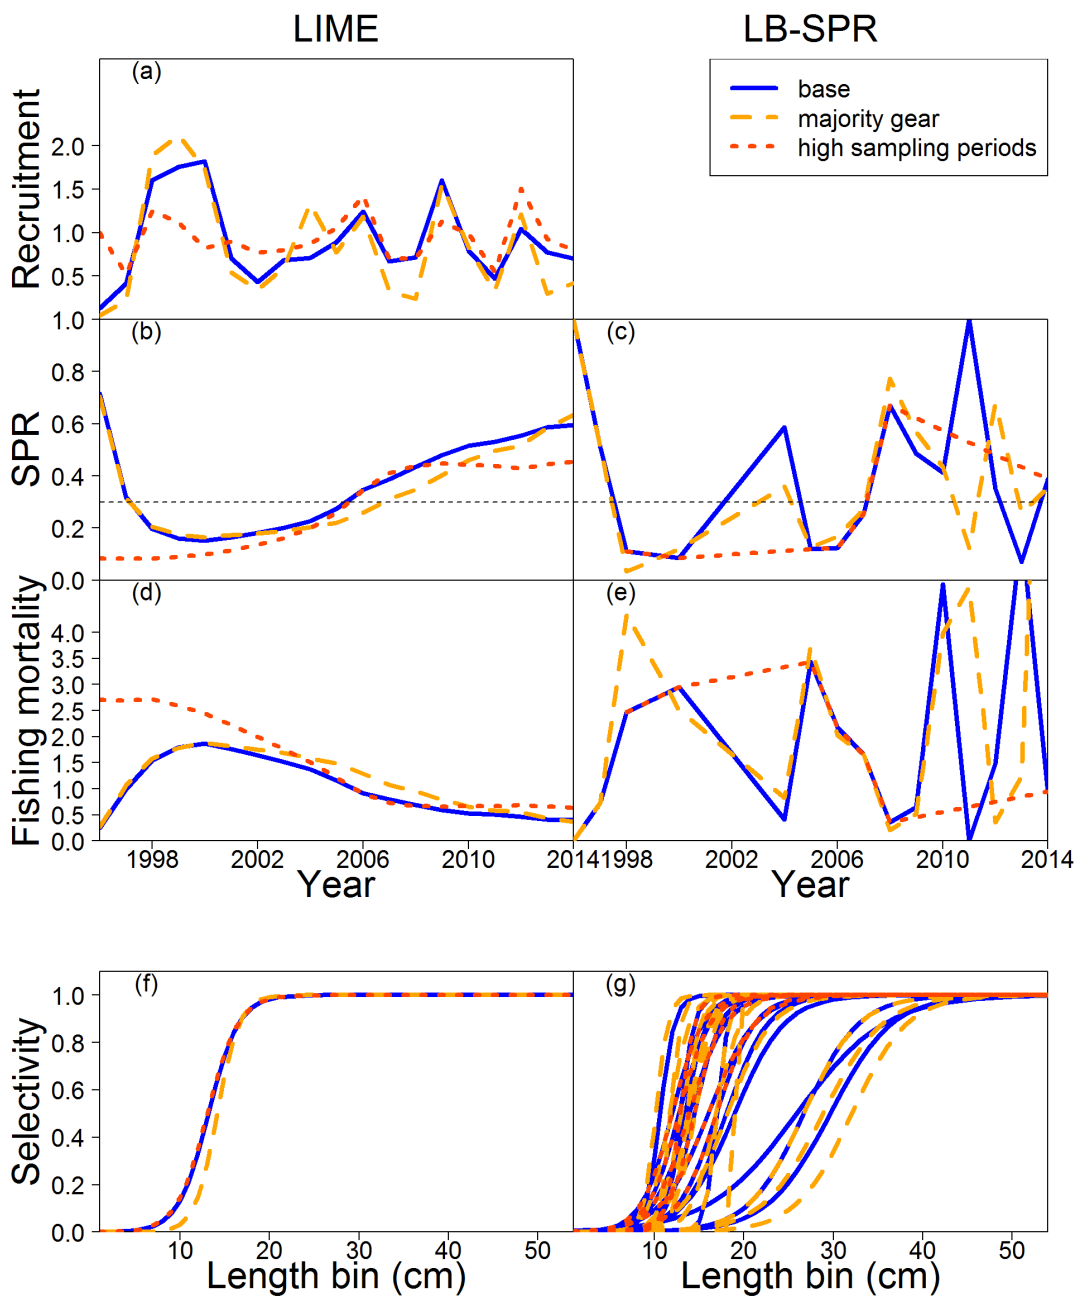 LIME
LB-SPR
(a)
Recruitment
2.0
1.5
1.0
0.5
base
majority gear
high sampling periods
(b)
SPR
1.0
0.8
0.6
0.4
0.2
0.0
(c)
(d)
Fishing mortality
4.0
3.5
3.0
2.5
2.0
1.5
1.0
0.5
0.0
(e)
1998
2002
2006
2010
2014
1998
2002
2006
2010
2014
Year
Year
(f)
Selectivity
1.0
0.8
0.6
0.4
0.2
0.0
(g)
10
20
30
40
50
10
20
30
40
50
Length bin (cm)
Length bin (cm)